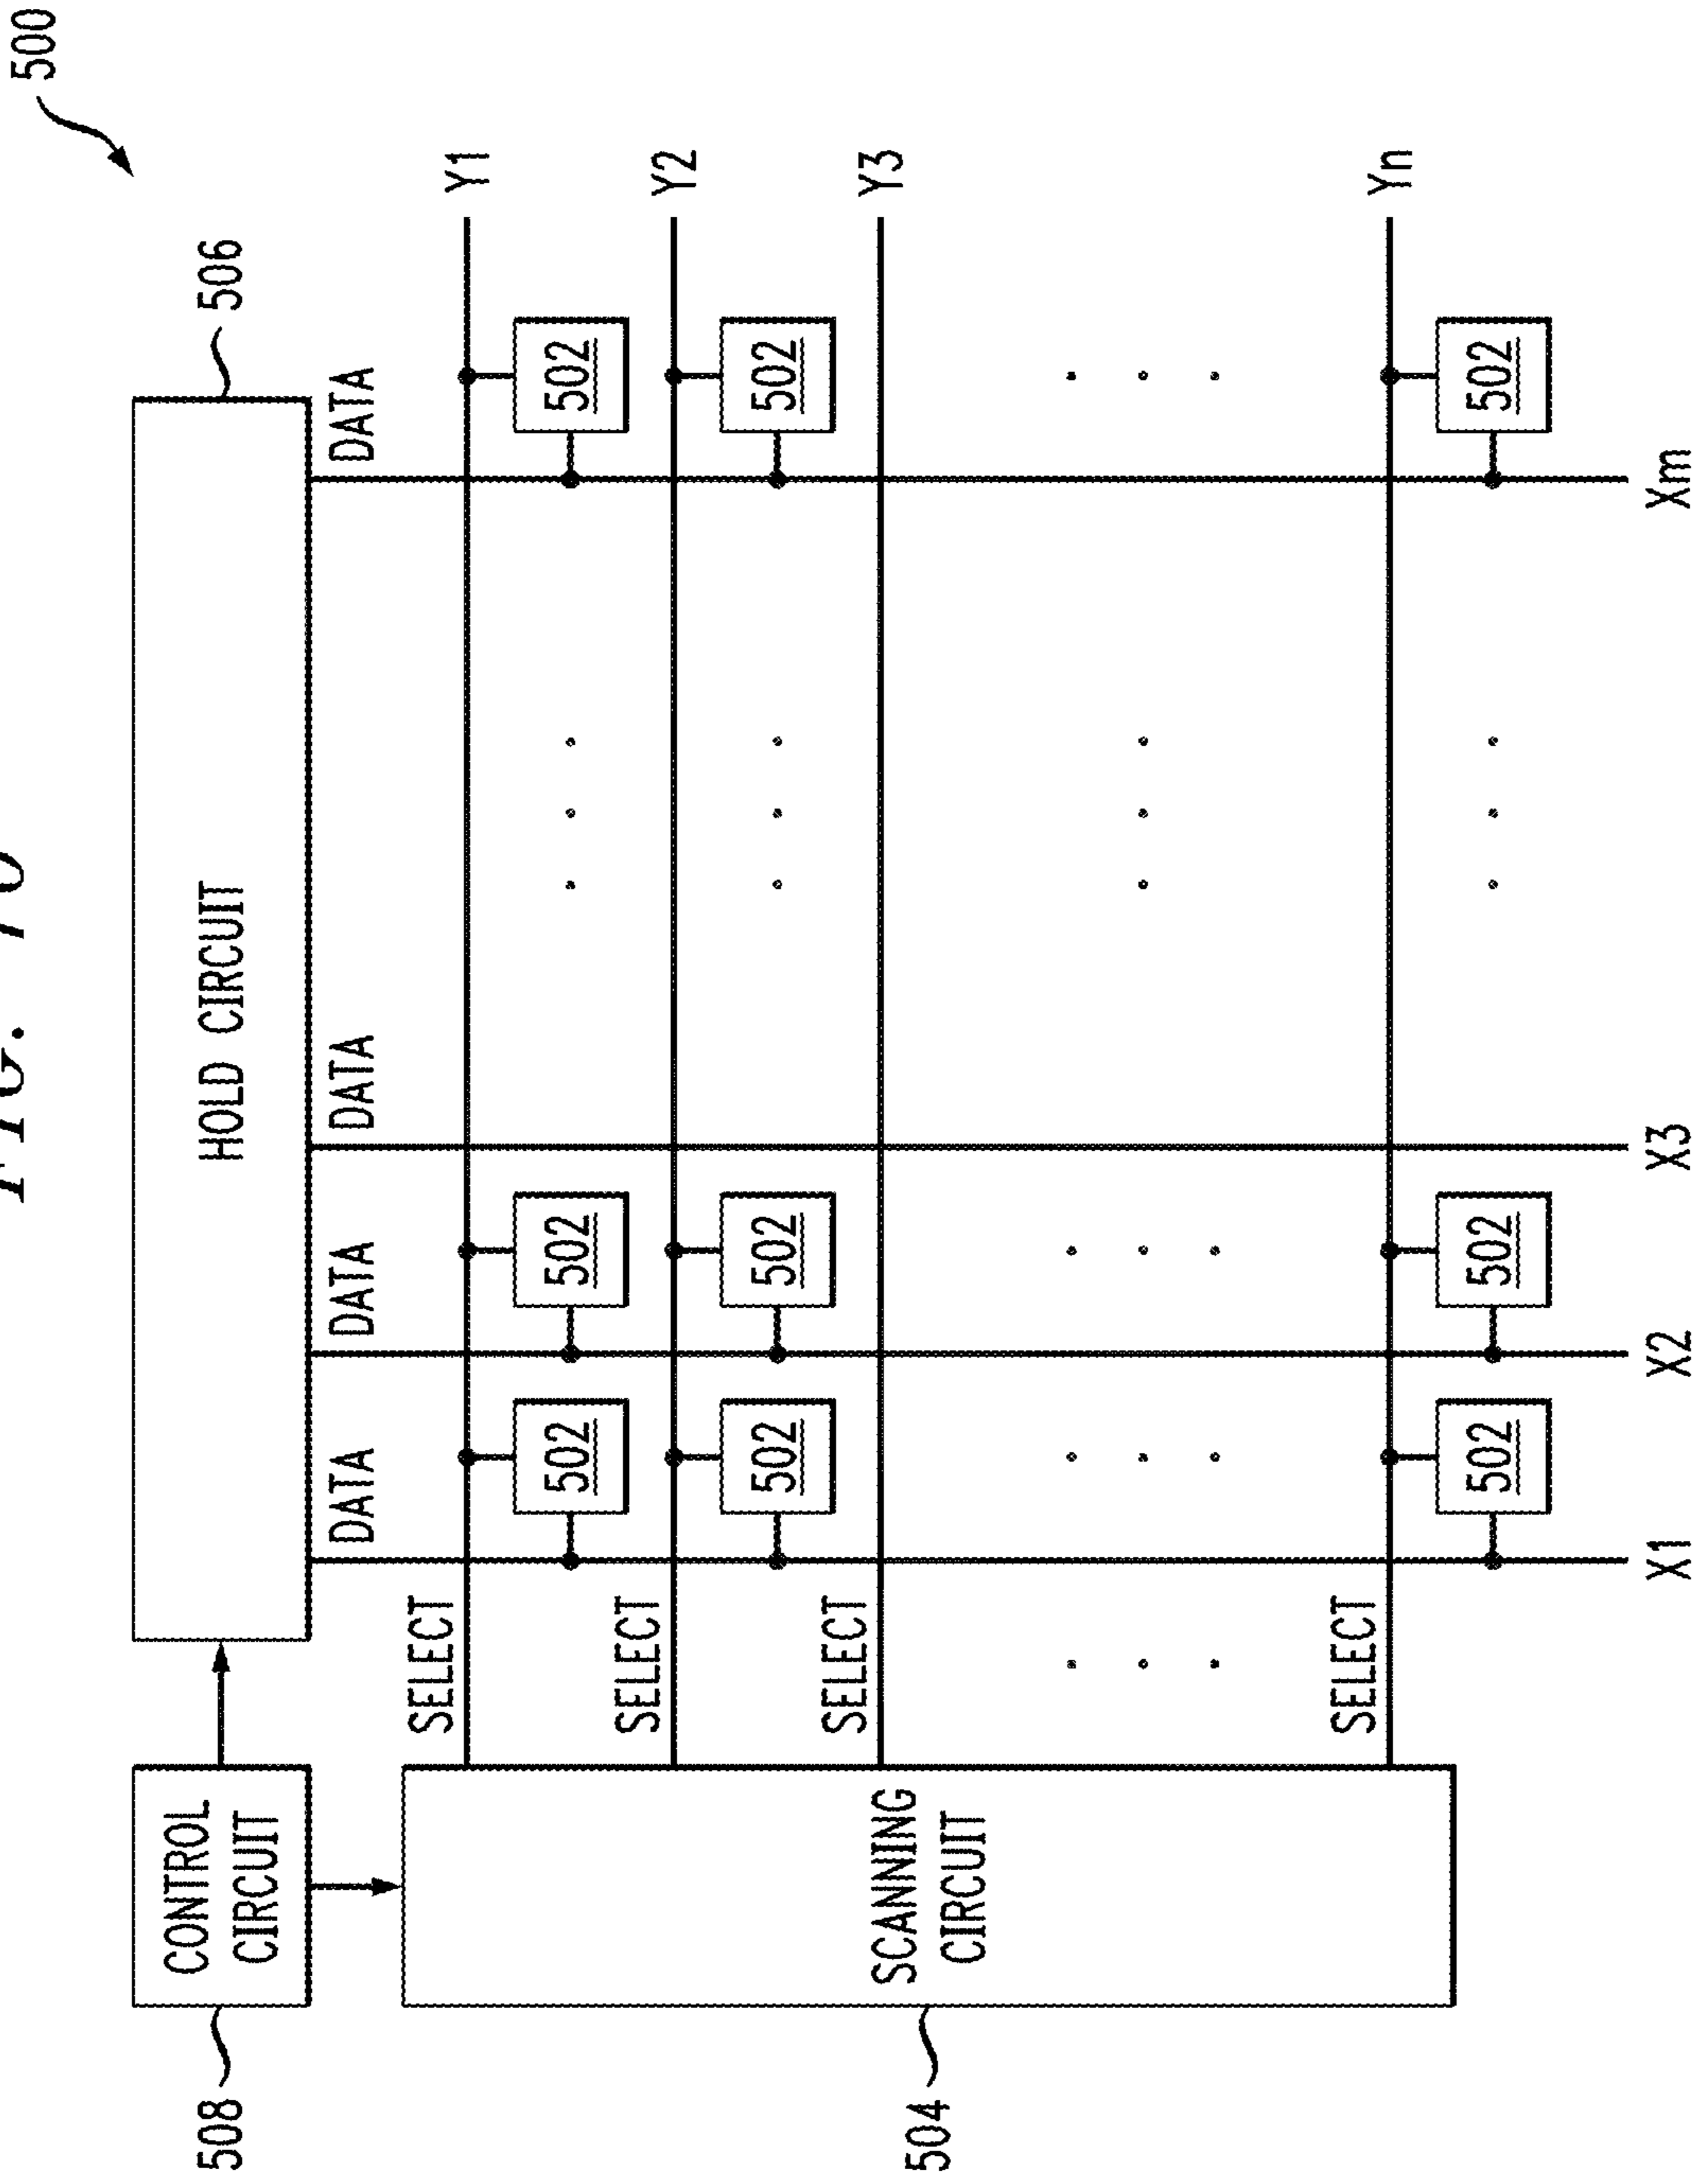 FIG.
500
508
CONTROL
CIRCUIT
HOLD CIRCUIT
506
DATA DATA DATA DATA
SELECT Y1
502 502 502
SELECT Y2
502 502 502
SELECT Y3
504
SCANNING
CIRCUIT
SELECT Yn
502 502 502
X1 X2 X3 Xm